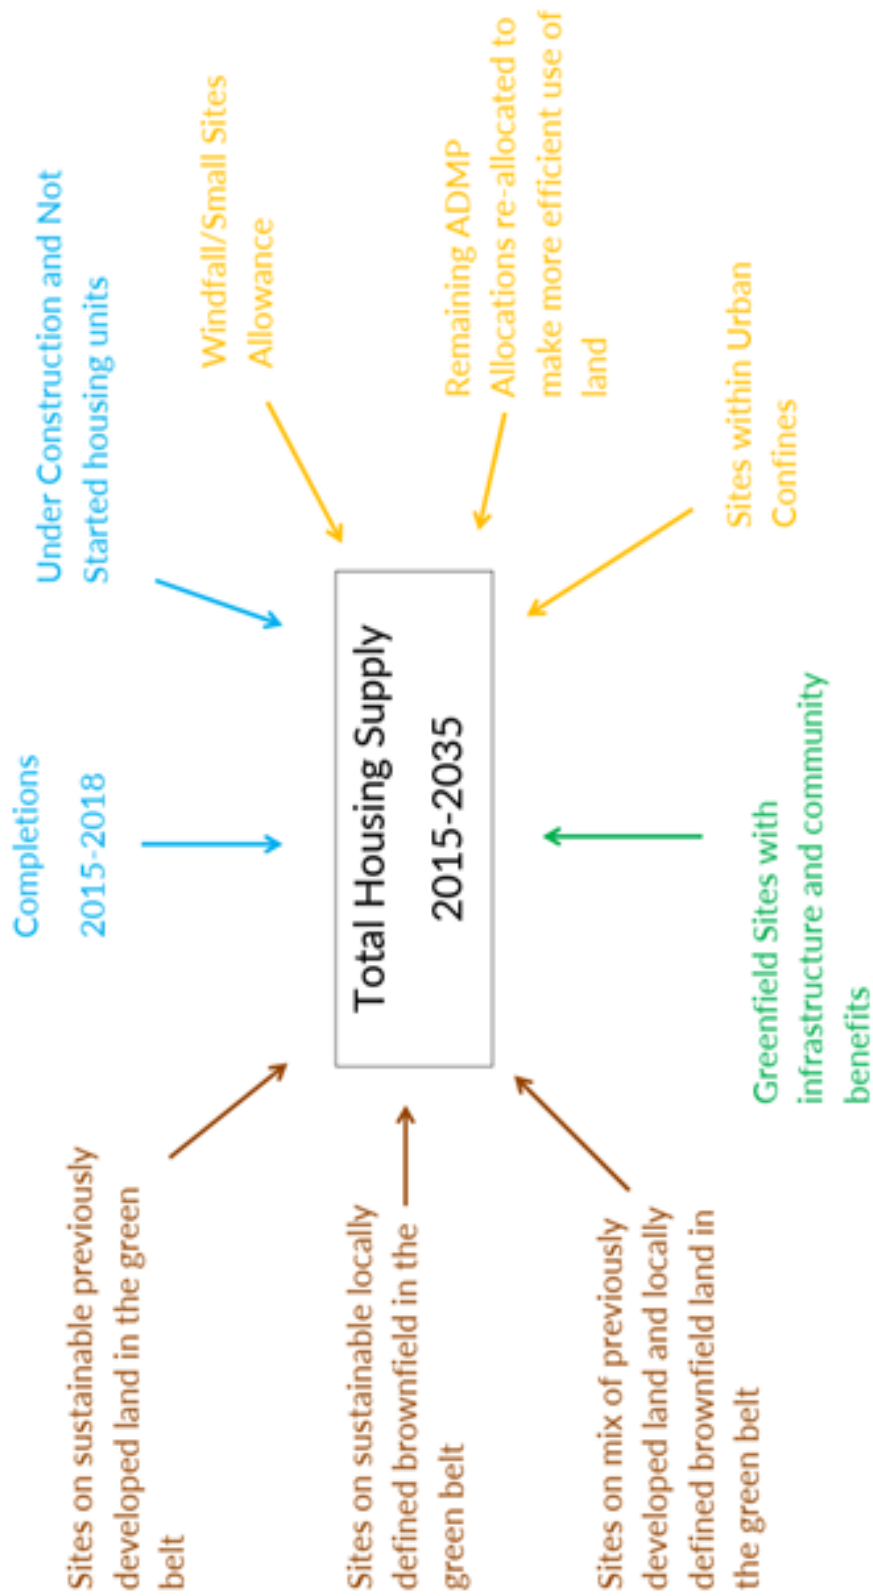 Completions
2015-2018
Under Construction and Not
Started housing units
Sites on sustainable previously
developed land in the green
belt
Windfall/Small Sites
Allowance
Sites on sustainable locally
defined brownfield in the
green belt
Total Housing Supply
2015-2035
Remaining ADMP
Allocations re-allocated to
make more efficient use of
land
Sites on mix of previously
developed land and locally
defined brownfield land in
the green belt
Greenfield Sites with
infrastructure and community
benefits
Sites within Urban
Confines